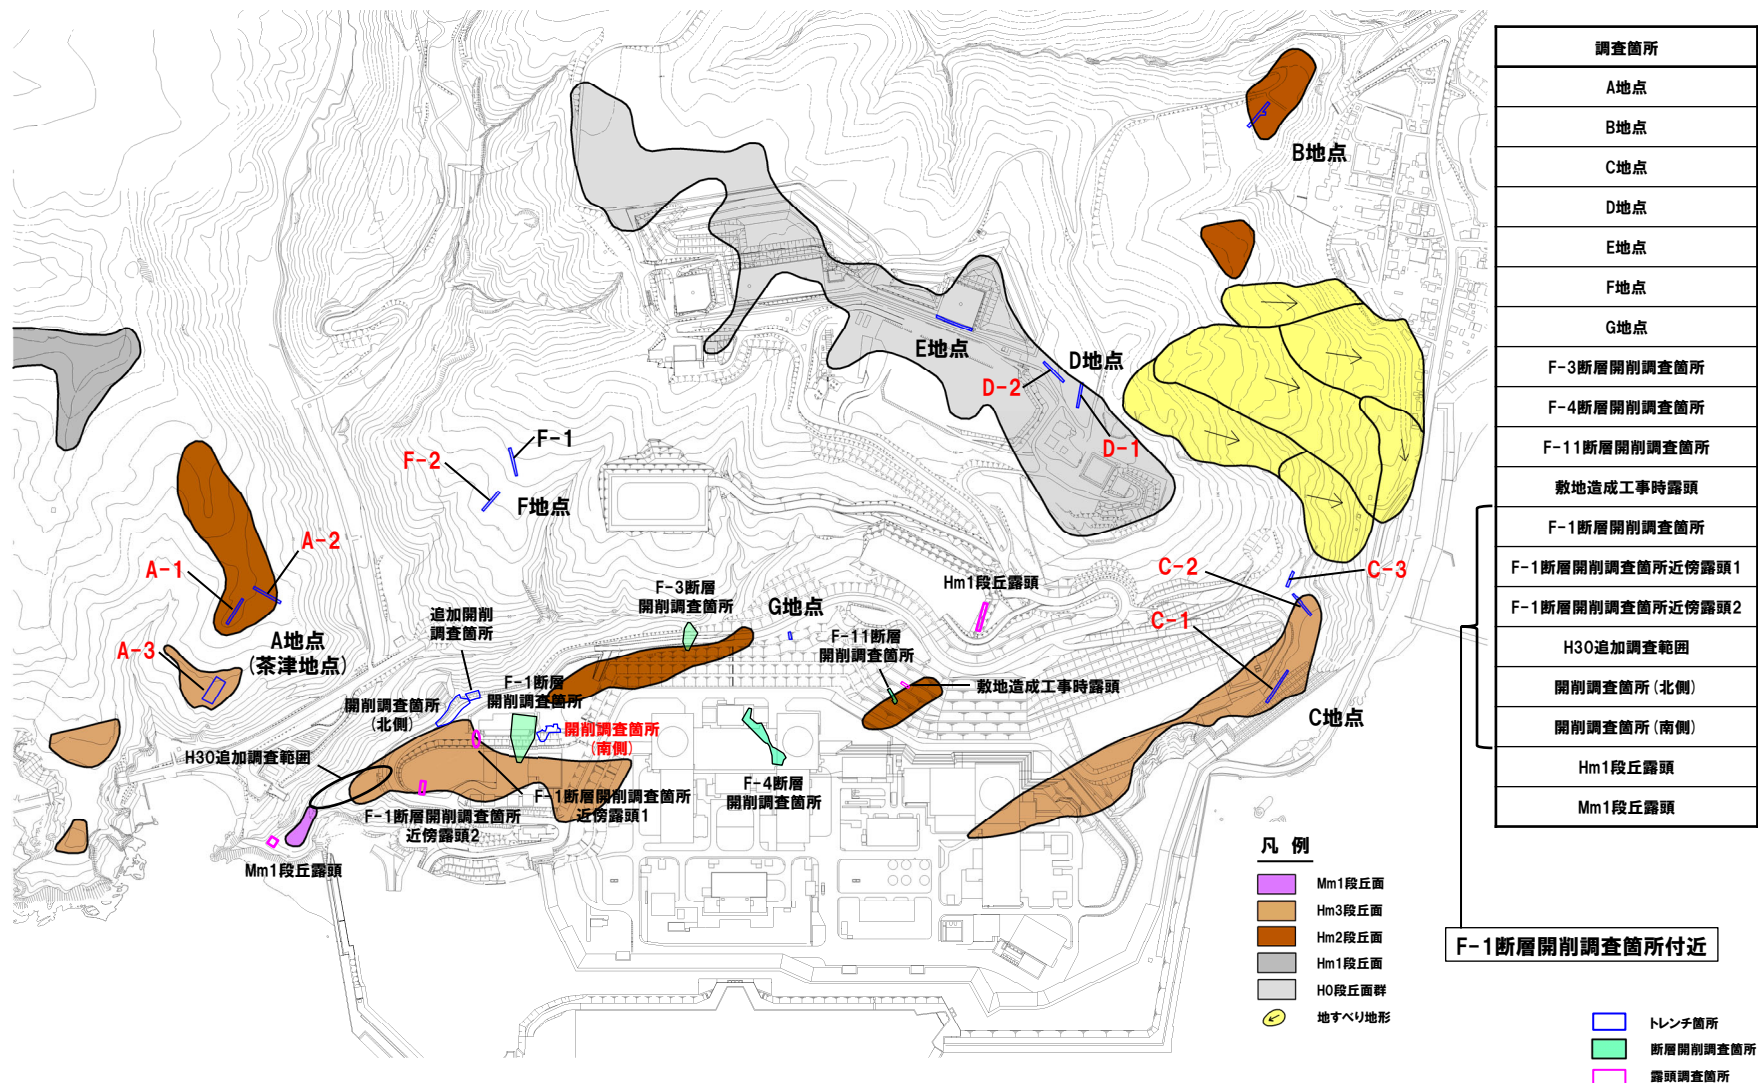 B地点
E地点
D地点
D-2
D-1
F-1
F-2
F地点
A-2
A-1
A-3
A地点
(茶津地点)
追加開削
調査箇所
F-3断層
開削調査箇所
G地点
F-11断層
開削調査箇所
Hm1段丘露頭
C-2
C-3
C-1
C地点
敷地造成工事時露頭
開削調査箇所
(北側)
F-1断層
開削調査箇所
開削調査箇所
(南側)
H30追加調査範囲
F-4断層
開削調査箇所
F-1断層開削調査箇所
近傍露頭1
F-1断層開削調査箇所
近傍露頭2
Mm1段丘露頭
凡 例
Mm1段丘面
Hm3段丘面
Hm2段丘面
Hm1段丘面
H0段丘面群
地すべり地形
調査箇所
A地点
B地点
C地点
D地点
E地点
F地点
G地点
F-3断層開削調査箇所
F-4断層開削調査箇所
F-11断層開削調査箇所
敷地造成工事時露頭
F-1断層開削調査箇所
F-1断層開削調査箇所近傍露頭1
F-1断層開削調査箇所近傍露頭2
H30追加調査範囲
開削調査箇所(北側)
開削調査箇所(南側)
Hm1段丘露頭
Mm1段丘露頭
F-1断層開削調査箇所付近
トレンチ箇所
断層開削調査箇所
露頭調査箇所